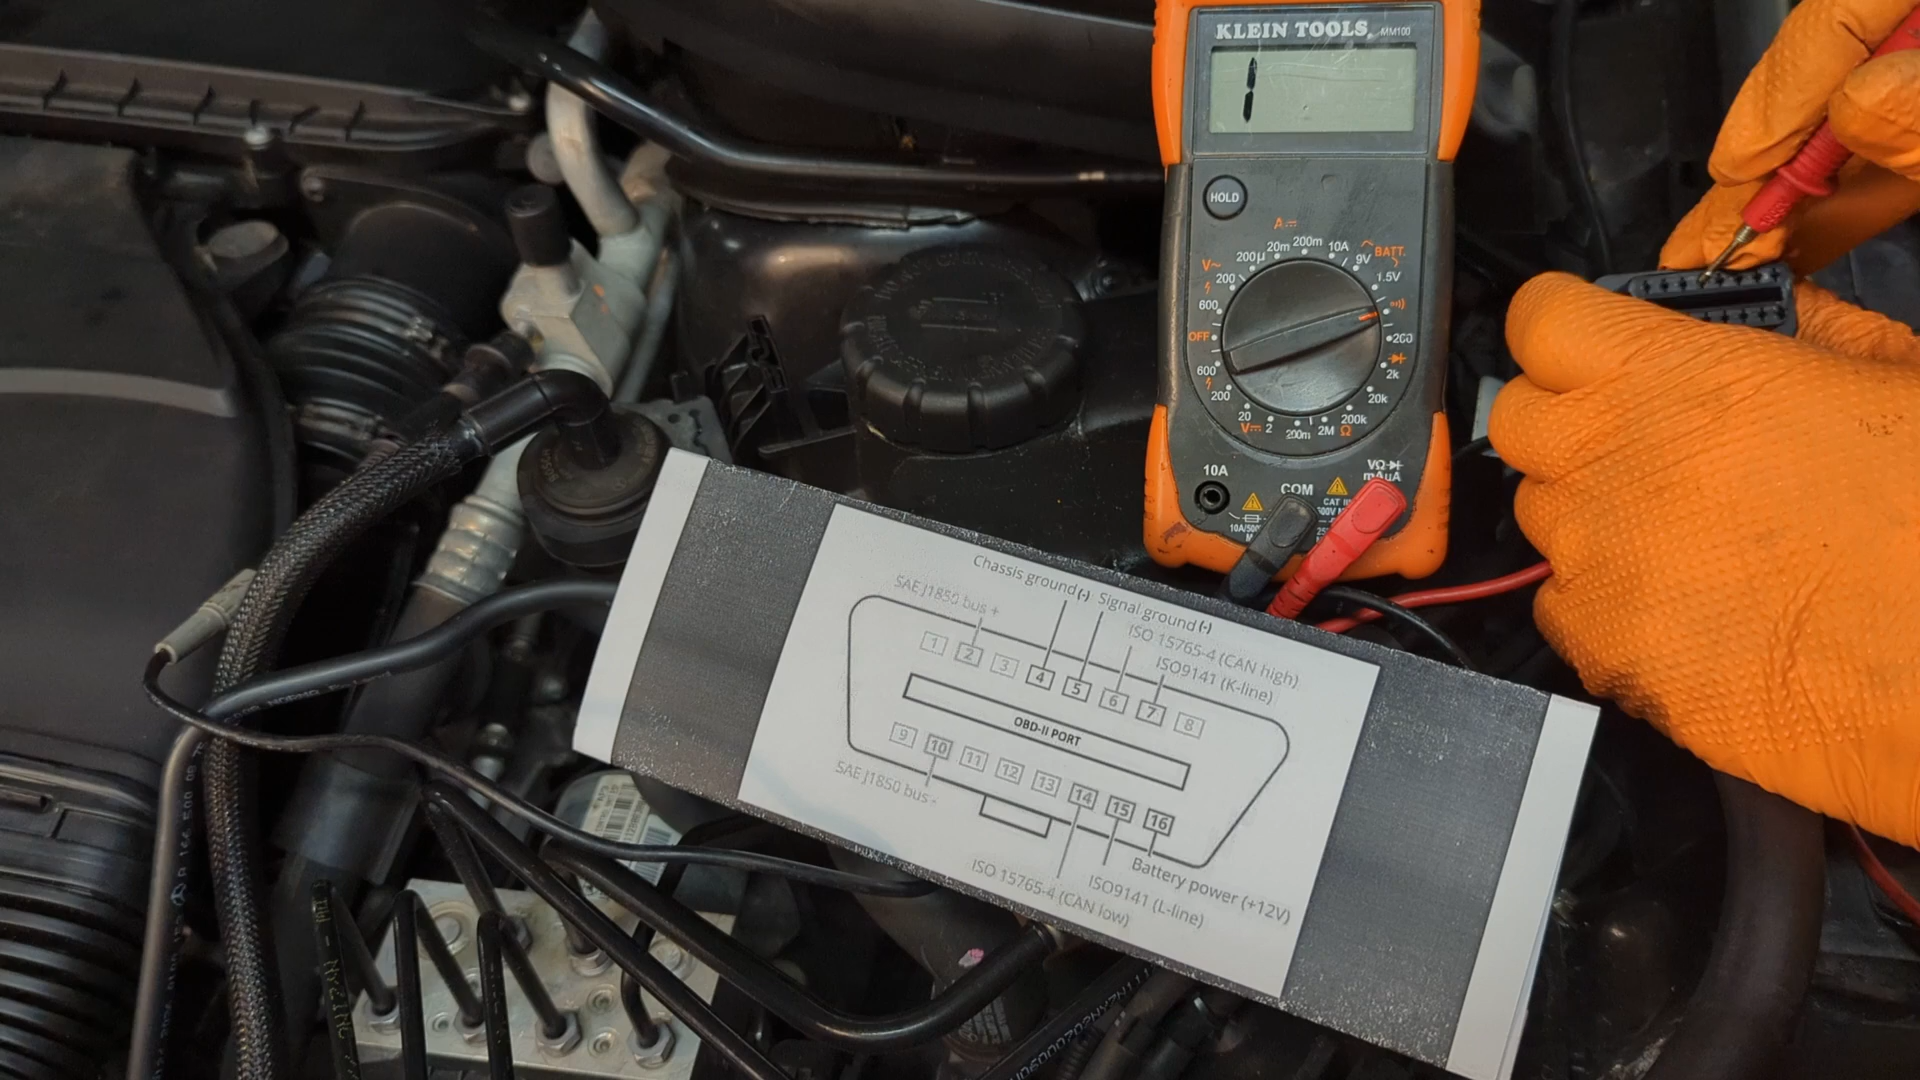 KLEIN TOOLS. MM100
1
HOLD
A
20m 200m 10A
200µ 9V BATT.
V~ 200 1.5V
600
OFF 200
600 2k
200 20k
20 200k
V 2 200m 2M Ω
10A COM VΩ
mAµA
CAT III
Chassis ground (-)
SAE J1850 bus + Signal ground (-)
ISO 15765-4 (CAN high)
ISO9141 (K-line)
1 2 3 4 5 6 7 8
OBD-II PORT
9 10 11 12 13 14 15 16
SAE J1850 bus -
Battery power (+12V)
ISO9141 (L-line)
ISO 15765-4 (CAN low)